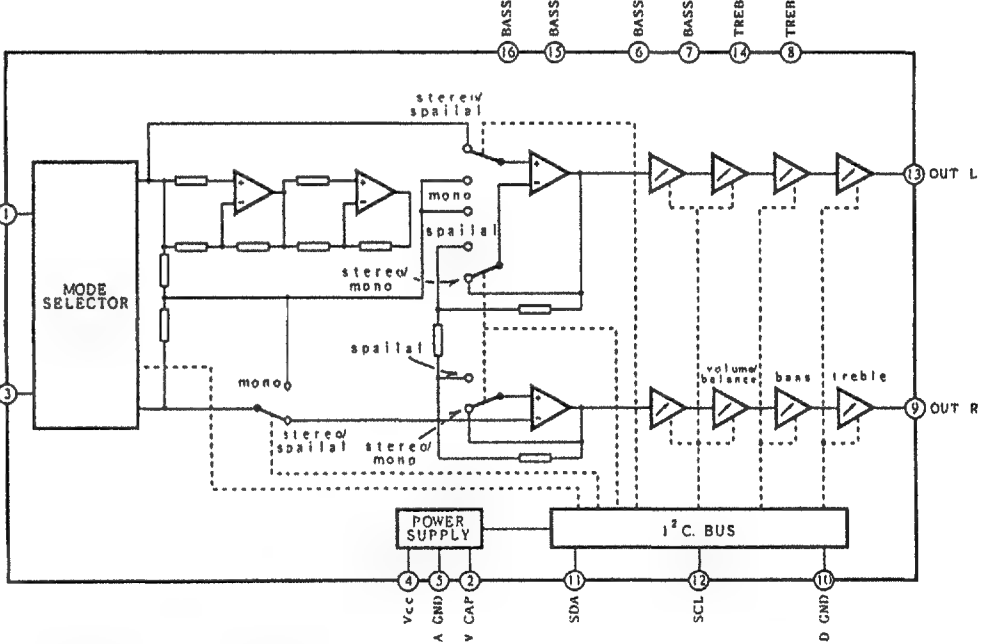 BASS
BASS
BASS
BASS
TREB
TREB
16
15
6
7
14
8
stereo/
spailal
mono
spailal
stereo/
mono
1
MODE
SELECTOR
13 OUT L
spailal
3
mono
stereo/
spailal
stereo/
mono
volume/
balance
bass
treble
9 OUT R
POWER
SUPPLY
I²C. BUS
4
5
2
11
12
10
Vcc
A GND
V CAP
SDA
SCL
D GND
+
-
+
-
+
-
+
-